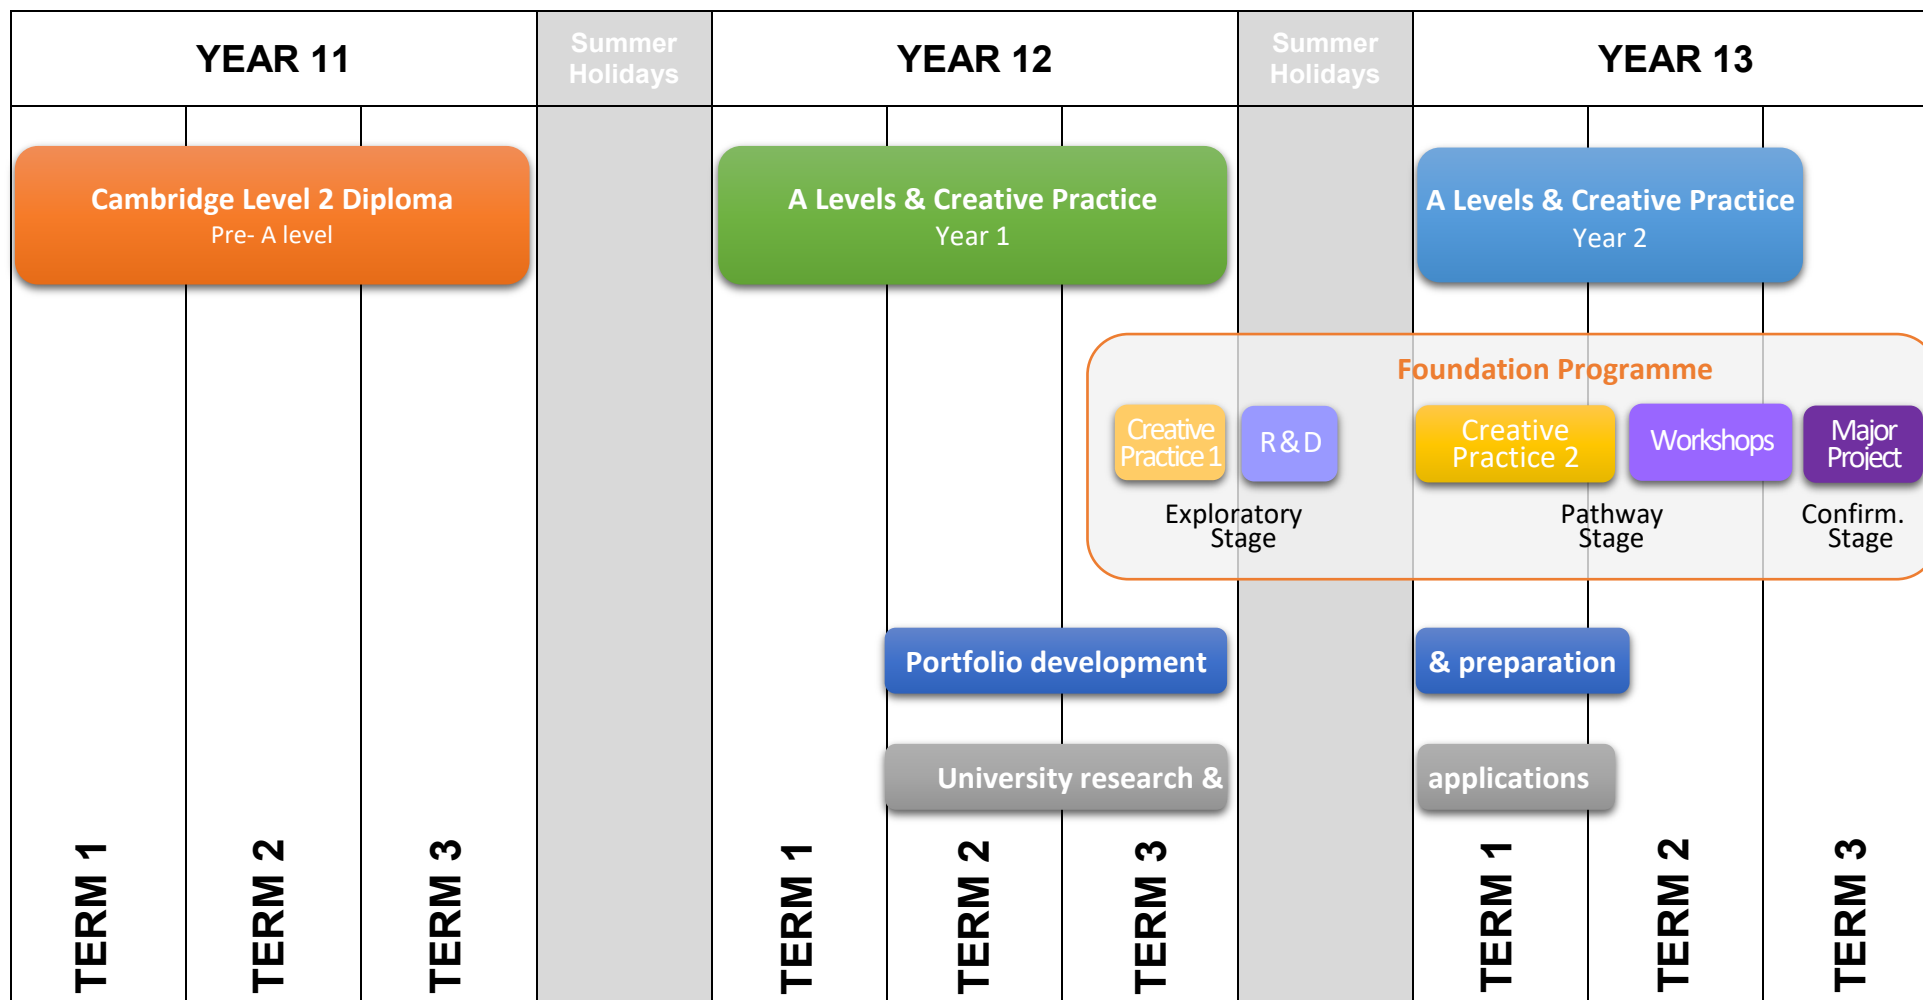 YEAR 11
Summer
Holidays
YEAR 12
Summer
Holidays
YEAR 13
Cambridge Level 2 Diploma
Pre- A level
A Levels & Creative Practice
Year 1
A Levels & Creative Practice
Year 2
Foundation Programme
Creative
Practice 1
R&D
Creative
Practice 2
Workshops
Major
Project
Exploratory
Stage
Pathway
Stage
Confirm.
Stage
Portfolio development
& preparation
University research &
applications
TERM 1
TERM 2
TERM 3
TERM 1
TERM 2
TERM 3
TERM 1
TERM 2
TERM 3